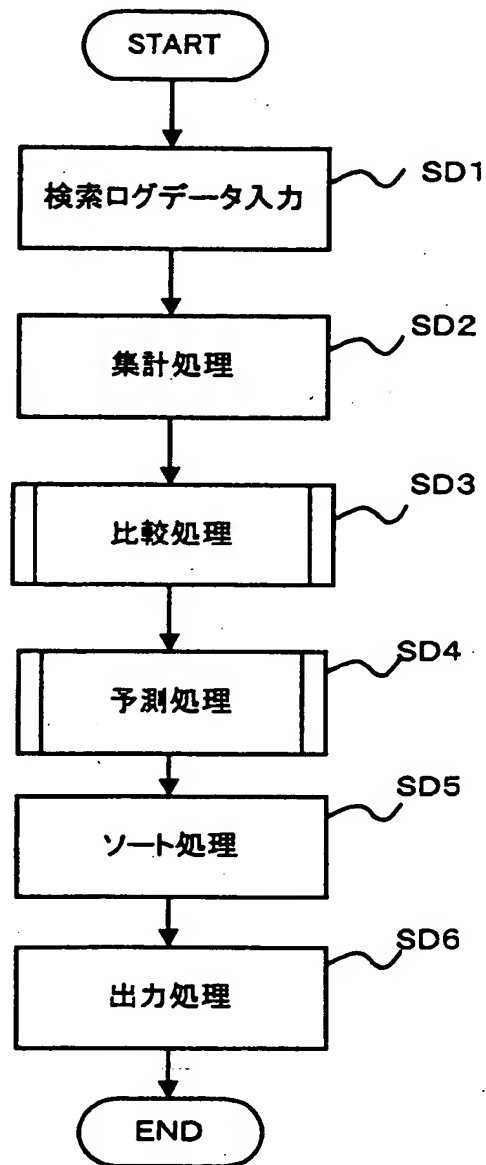 START
検索ログデータ入力
SD1
集計処理
SD2
比較処理
SD3
予測処理
SD4
ソート処理
SD5
出力処理
SD6
END